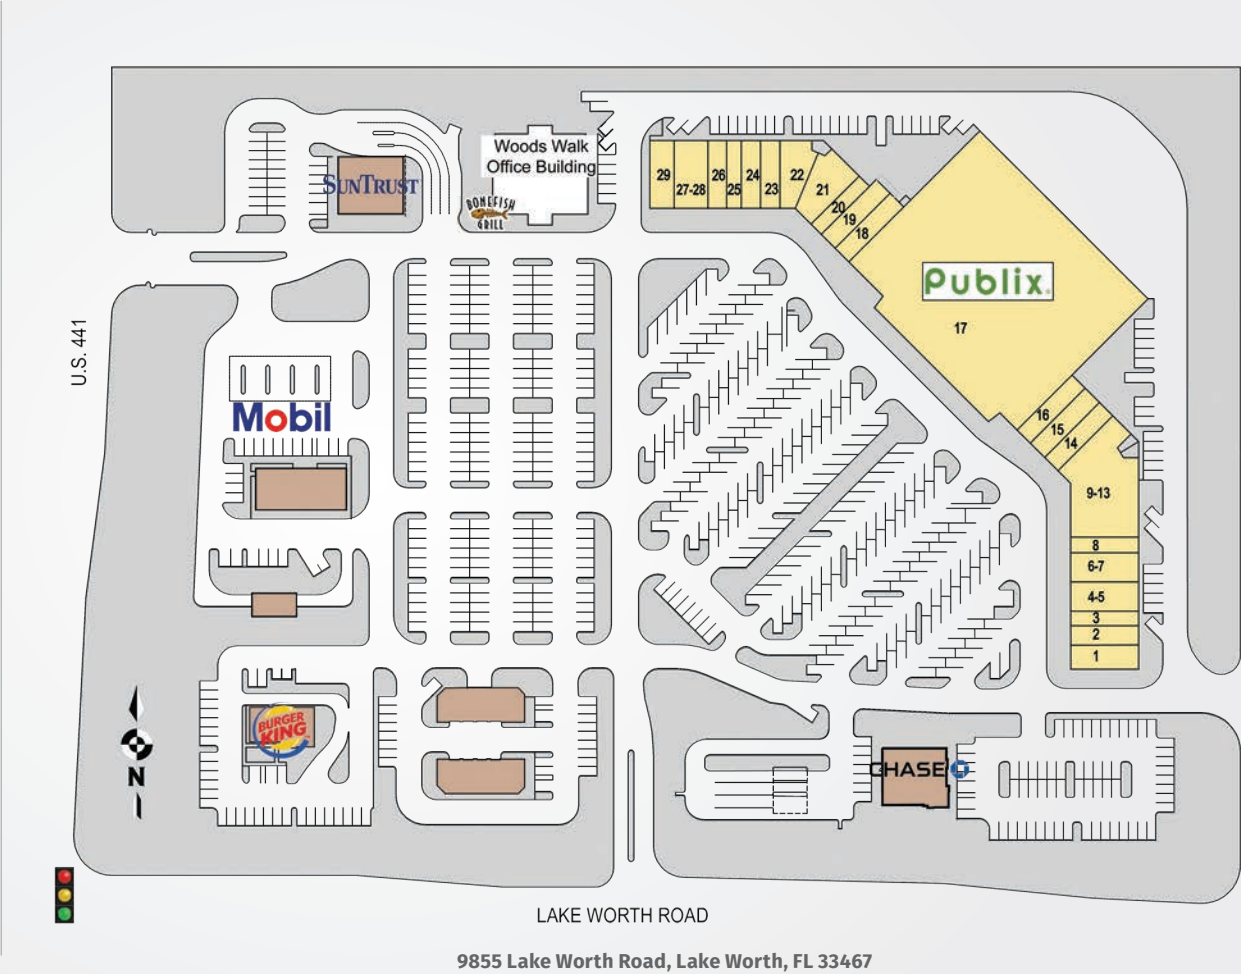 Woods Walk
Office Building
SUNTRUST
BONEFISH
GRILL
29
27-28
26
25
24
23
22
21
20
19
18
Publix.
17
U.S. 441
Mobil
16
15
14
9-13
8
6-7
4-5
3
2
1
BURGER
KING
N
CHASE
LAKE WORTH ROAD
9855 Lake Worth Road, Lake Worth, FL 33467